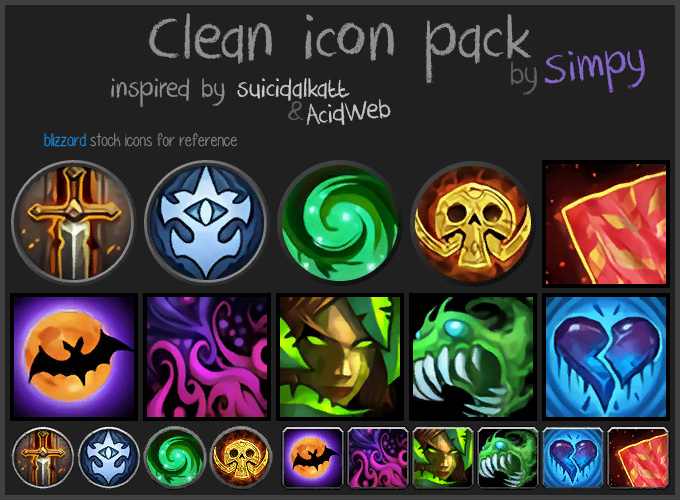 clean icon pack
by simpy
inspired by suicidalkatt
& AcidWeb
blizzard stock icons for reference